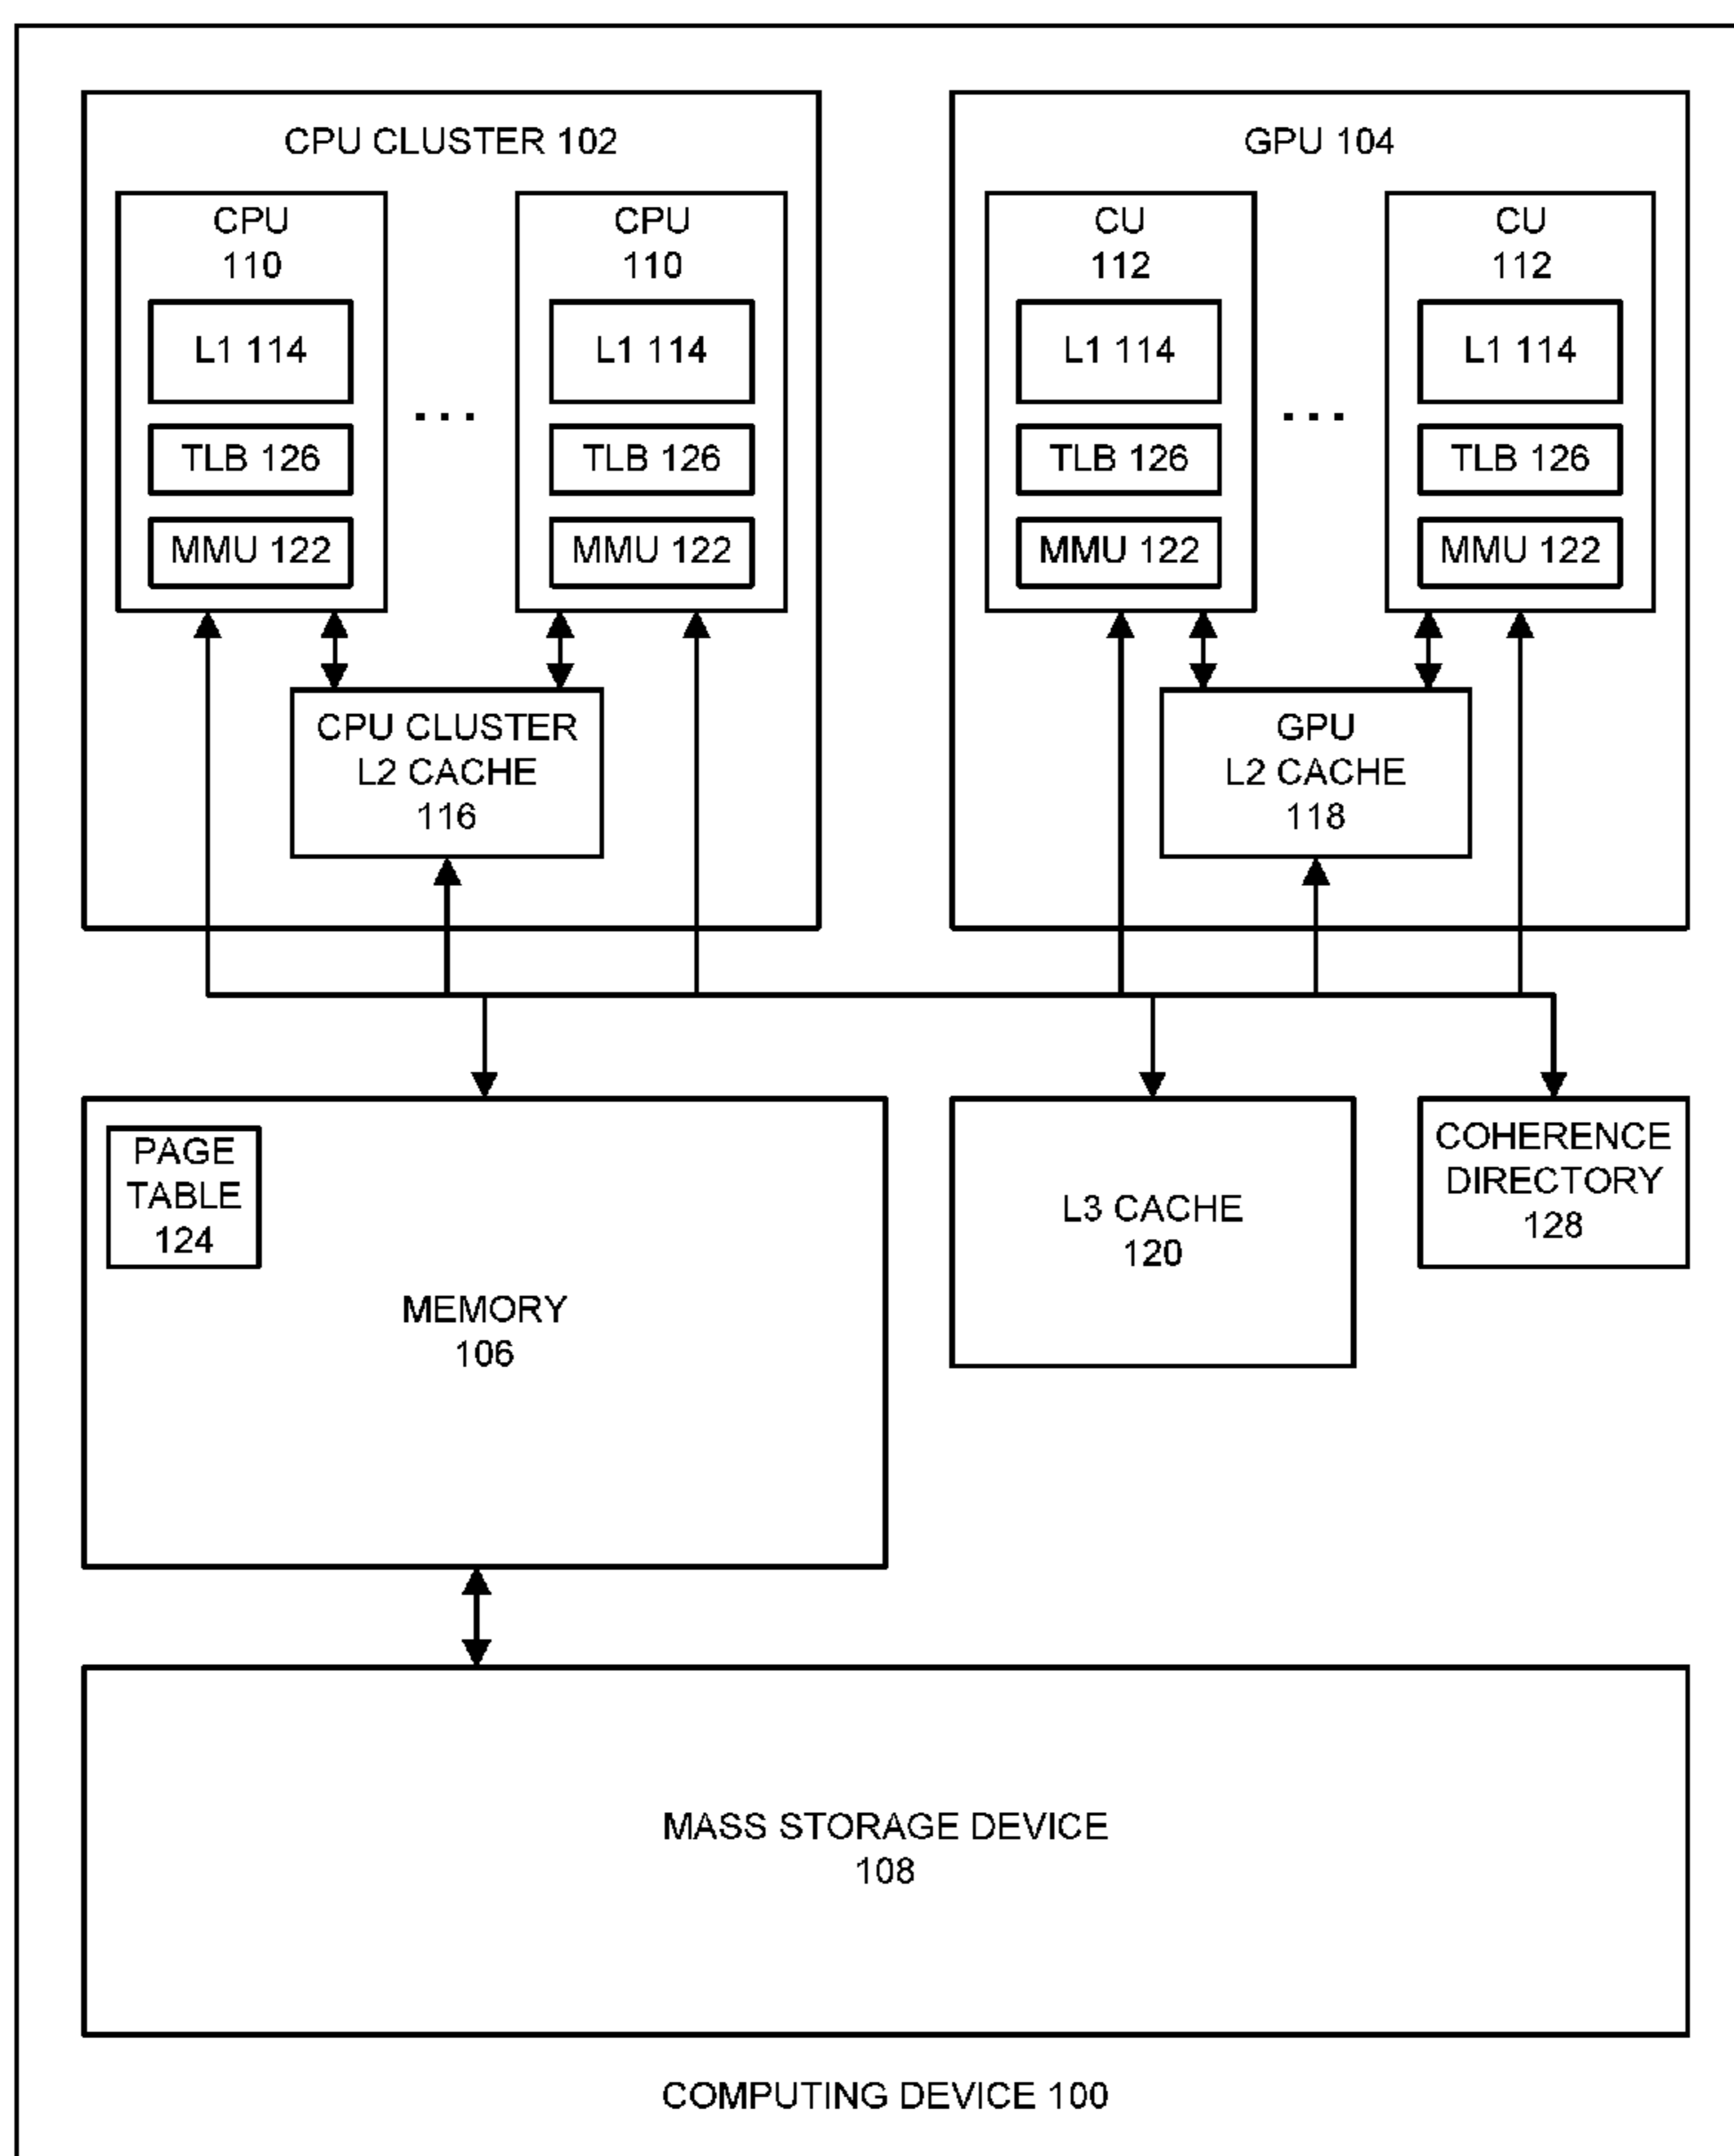 CPU CLUSTER 102
CPU
110
L1 114
TLB 126
MMU 122
...
CPU
110
L1 114
TLB 126
MMU 122
CPU CLUSTER
L2 CACHE
116
GPU 104
CU
112
L1 114
TLB 126
MMU 122
...
CU
112
L1 114
TLB 126
MMU 122
GPU
L2 CACHE
118
PAGE
TABLE
124
MEMORY
106
L3 CACHE
120
COHERENCE
DIRECTORY
128
MASS STORAGE DEVICE
108
COMPUTING DEVICE 100